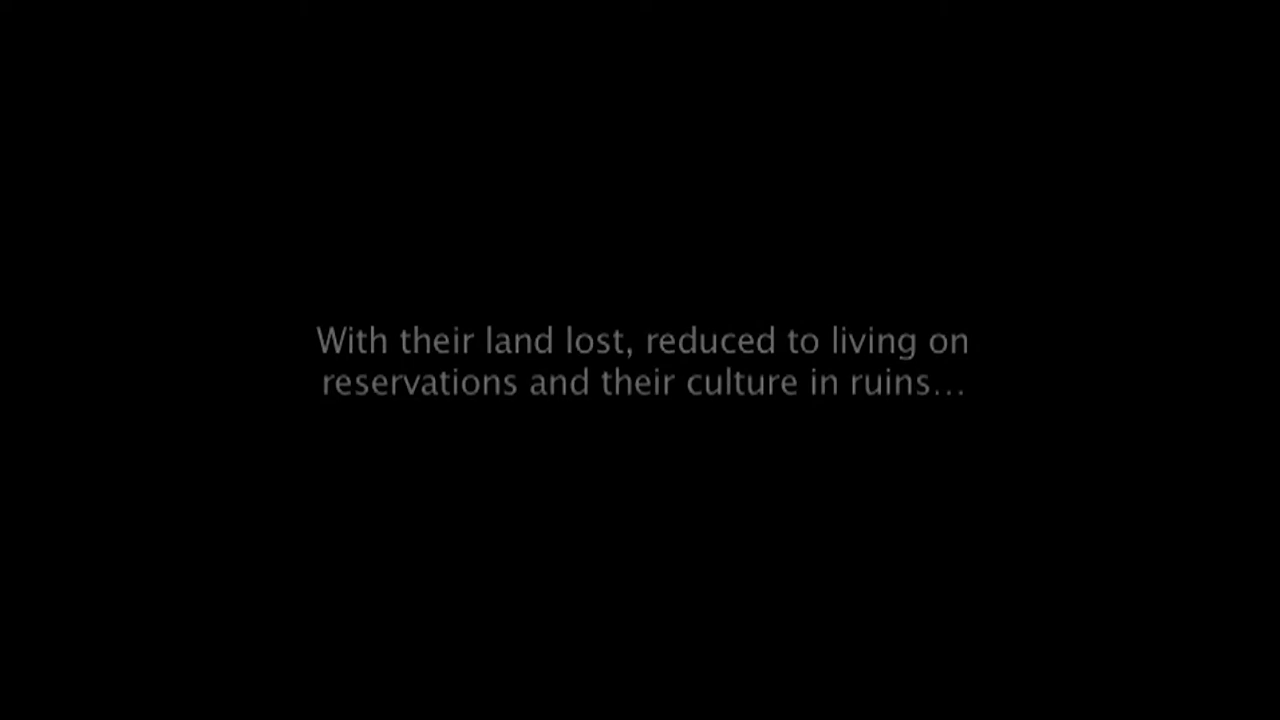 With their land lost, reduced to living on
reservations and their culture in ruins…